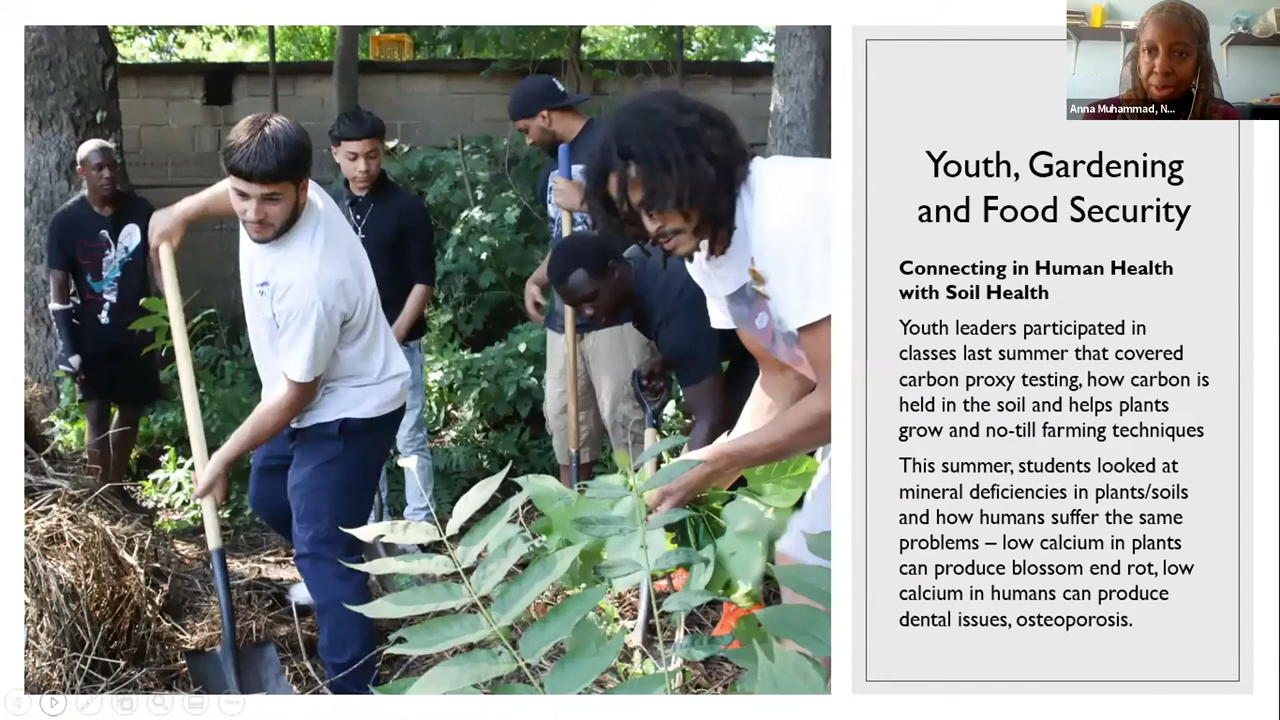 Anna Muhammad, N...
Youth, Gardening
and Food Security
Connecting in Human Health
with Soil Health
Youth leaders participated in
classes last summer that covered
carbon proxy testing, how carbon is
held in the soil and helps plants
grow and no-till farming techniques
This summer, students looked at
mineral deficiencies in plants/soils
and how humans suffer the same
problems – low calcium in plants
can produce blossom end rot, low
calcium in humans can produce
dental issues, osteoporosis.